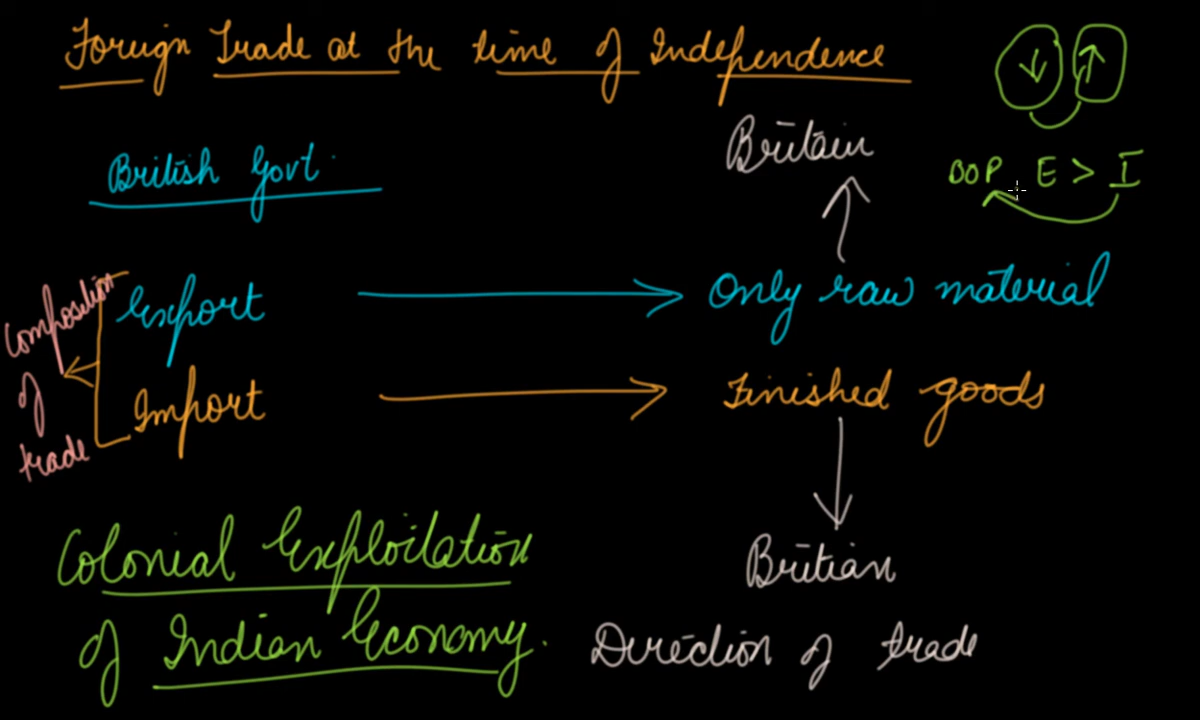 Foreign Trade at the time of Independence
British Govt.
Britain
BOP E > I
Composition of trade
Export → Only raw material
Import → Finished goods
Britian
Colonial Exploitation
of Indian Economy.
Direction of trade